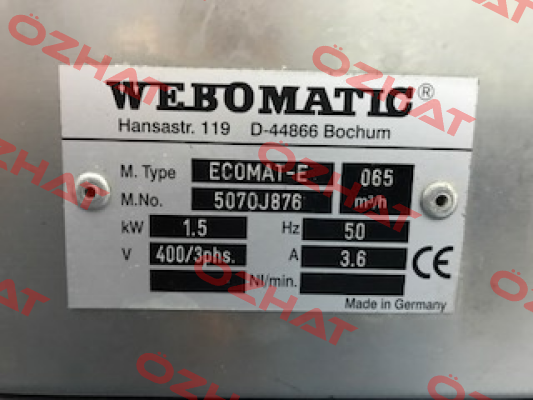 WEBOMATIC®
Hansastr. 119 D-44866 Bochum
M. Type ECOMAT-E 065
M.No. 5070J876 m³/h
kW 1.5 Hz 50
V 400/3phs. A 3.6
Nl/min.
CE
Made in Germany
ÖZHAT
ÖZHAT
ÖZHAT
ÖZHAT
ÖZHAT
ÖZHAT